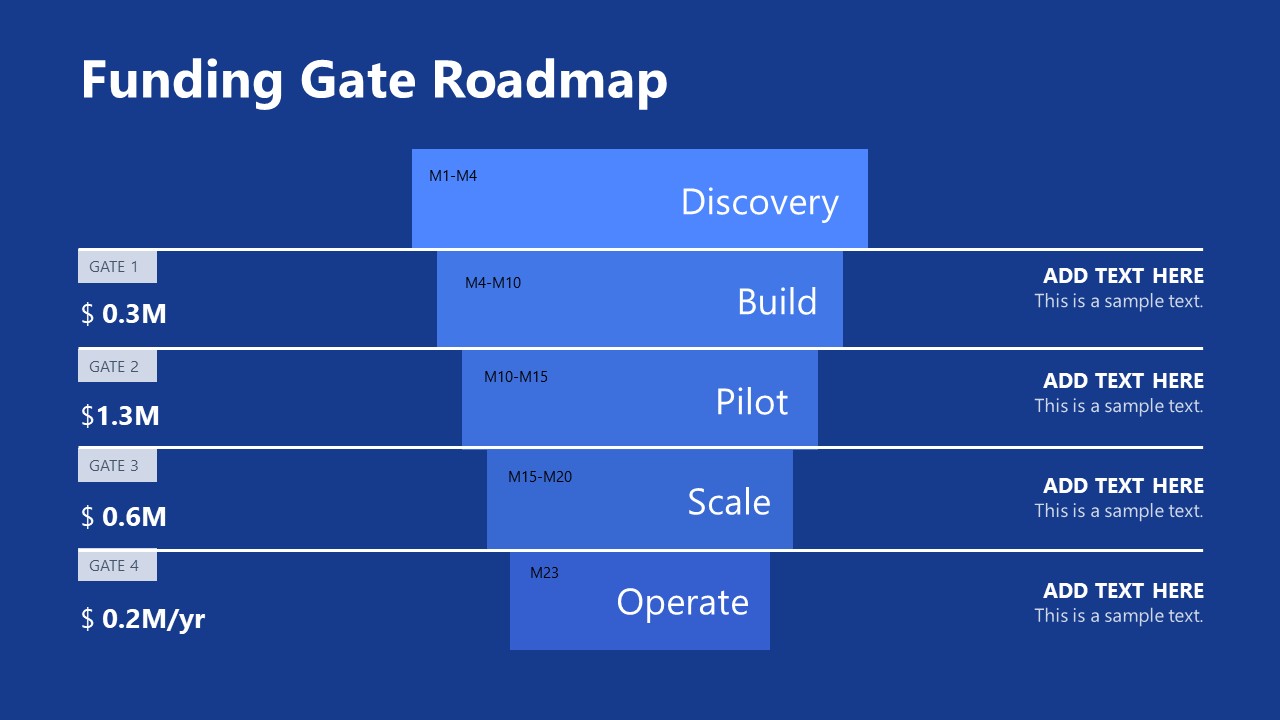 Funding Gate Roadmap
M1-M4
Discovery
GATE 1
$ 0.3M
M4-M10
Build
ADD TEXT HERE
This is a sample text.
GATE 2
$1.3M
M10-M15
Pilot
ADD TEXT HERE
This is a sample text.
GATE 3
$ 0.6M
M15-M20
Scale
ADD TEXT HERE
This is a sample text.
GATE 4
$ 0.2M/yr
M23
Operate
ADD TEXT HERE
This is a sample text.